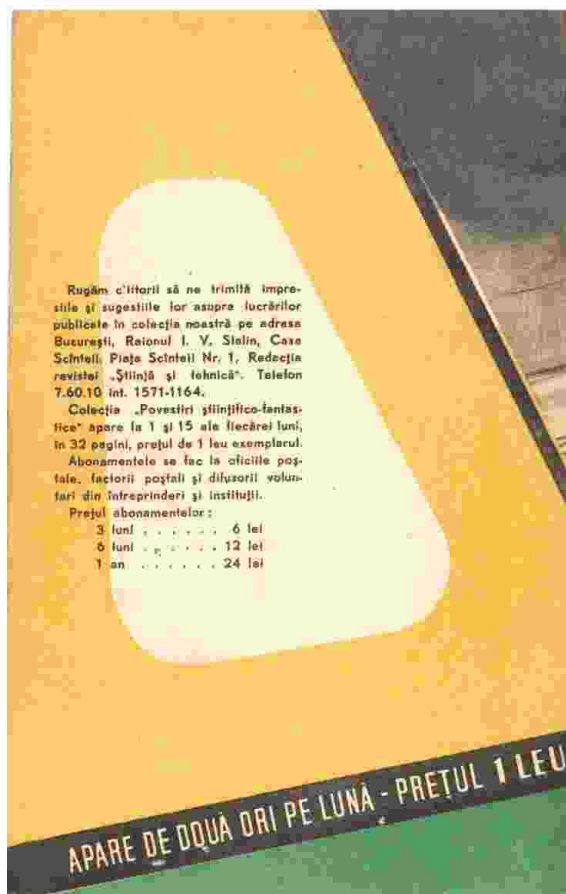 Rugăm c'titorii să ne trimită impre-
siile și sugestiile lor asupra lucrărilor
publicate în colecția noastră pe adresa
București, Raionul I. V. Stalin, Casa
Scînteii, Piața Scînteii Nr. 1, Redacția
revistei „Știință și tehnică”. Telefon
7.60.10 int. 1571-1164.
Colecția „Povestiri științifico-fantas-
tice” apare la 1 și 15 ale fiecărei luni,
în 32 pagini, prețul de 1 leu exemplarul.
Abonamentele se fac la oficiile poș-
tale, factorii poștali și difuzorii volun-
tari din întreprinderi și instituții.
Prețul abonamentelor:
3 luni . . . . . . 6 lei
6 luni . . . . . . 12 lei
1 an . . . . . . 24 lei
APARE DE DOUĂ ORI PE LUNĂ - PREȚUL 1 LEU